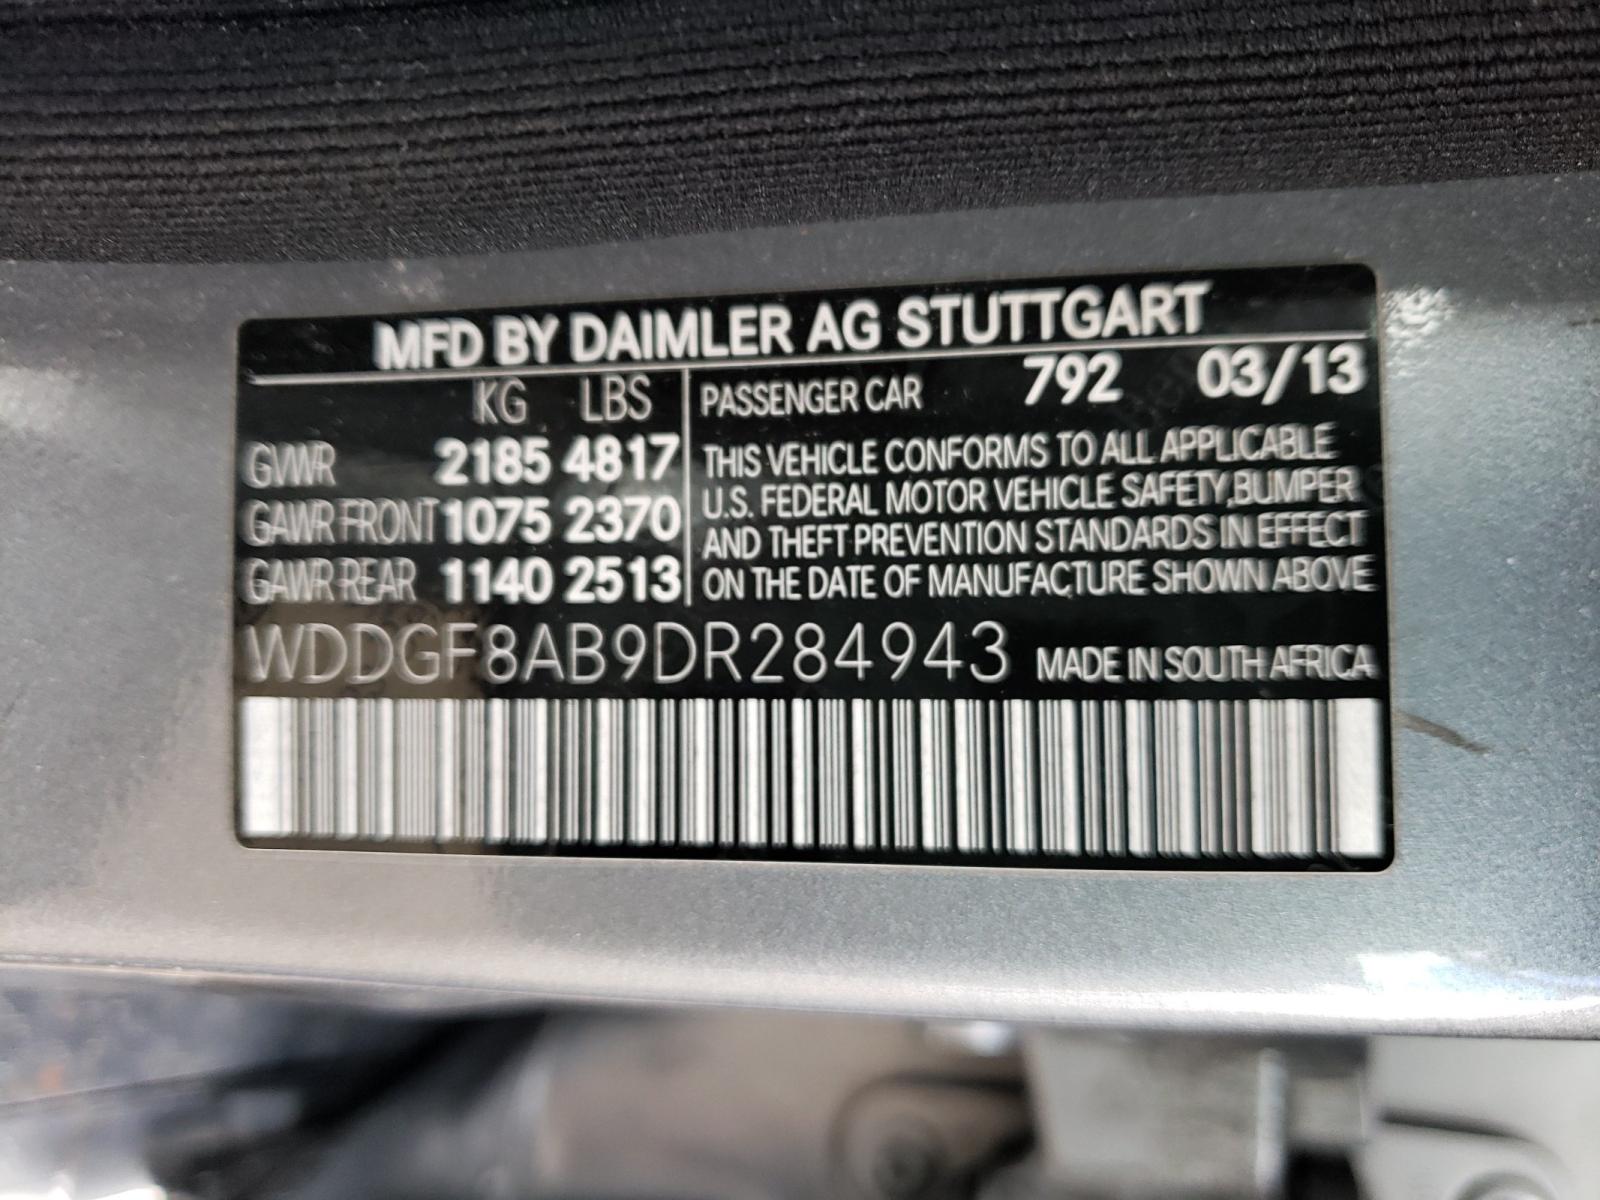 MFD BY DAIMLER AG STUTTGART
KG LBS
GVWR 2185 4817
GAWR FRONT 1075 2370
GAWR REAR 1140 2513
PASSENGER CAR 792 03/13
THIS VEHICLE CONFORMS TO ALL APPLICABLE
U.S. FEDERAL MOTOR VEHICLE SAFETY,BUMPER
AND THEFT PREVENTION STANDARDS IN EFFECT
ON THE DATE OF MANUFACTURE SHOWN ABOVE
WDDGF8AB9DR284943 MADE IN SOUTH AFRICA